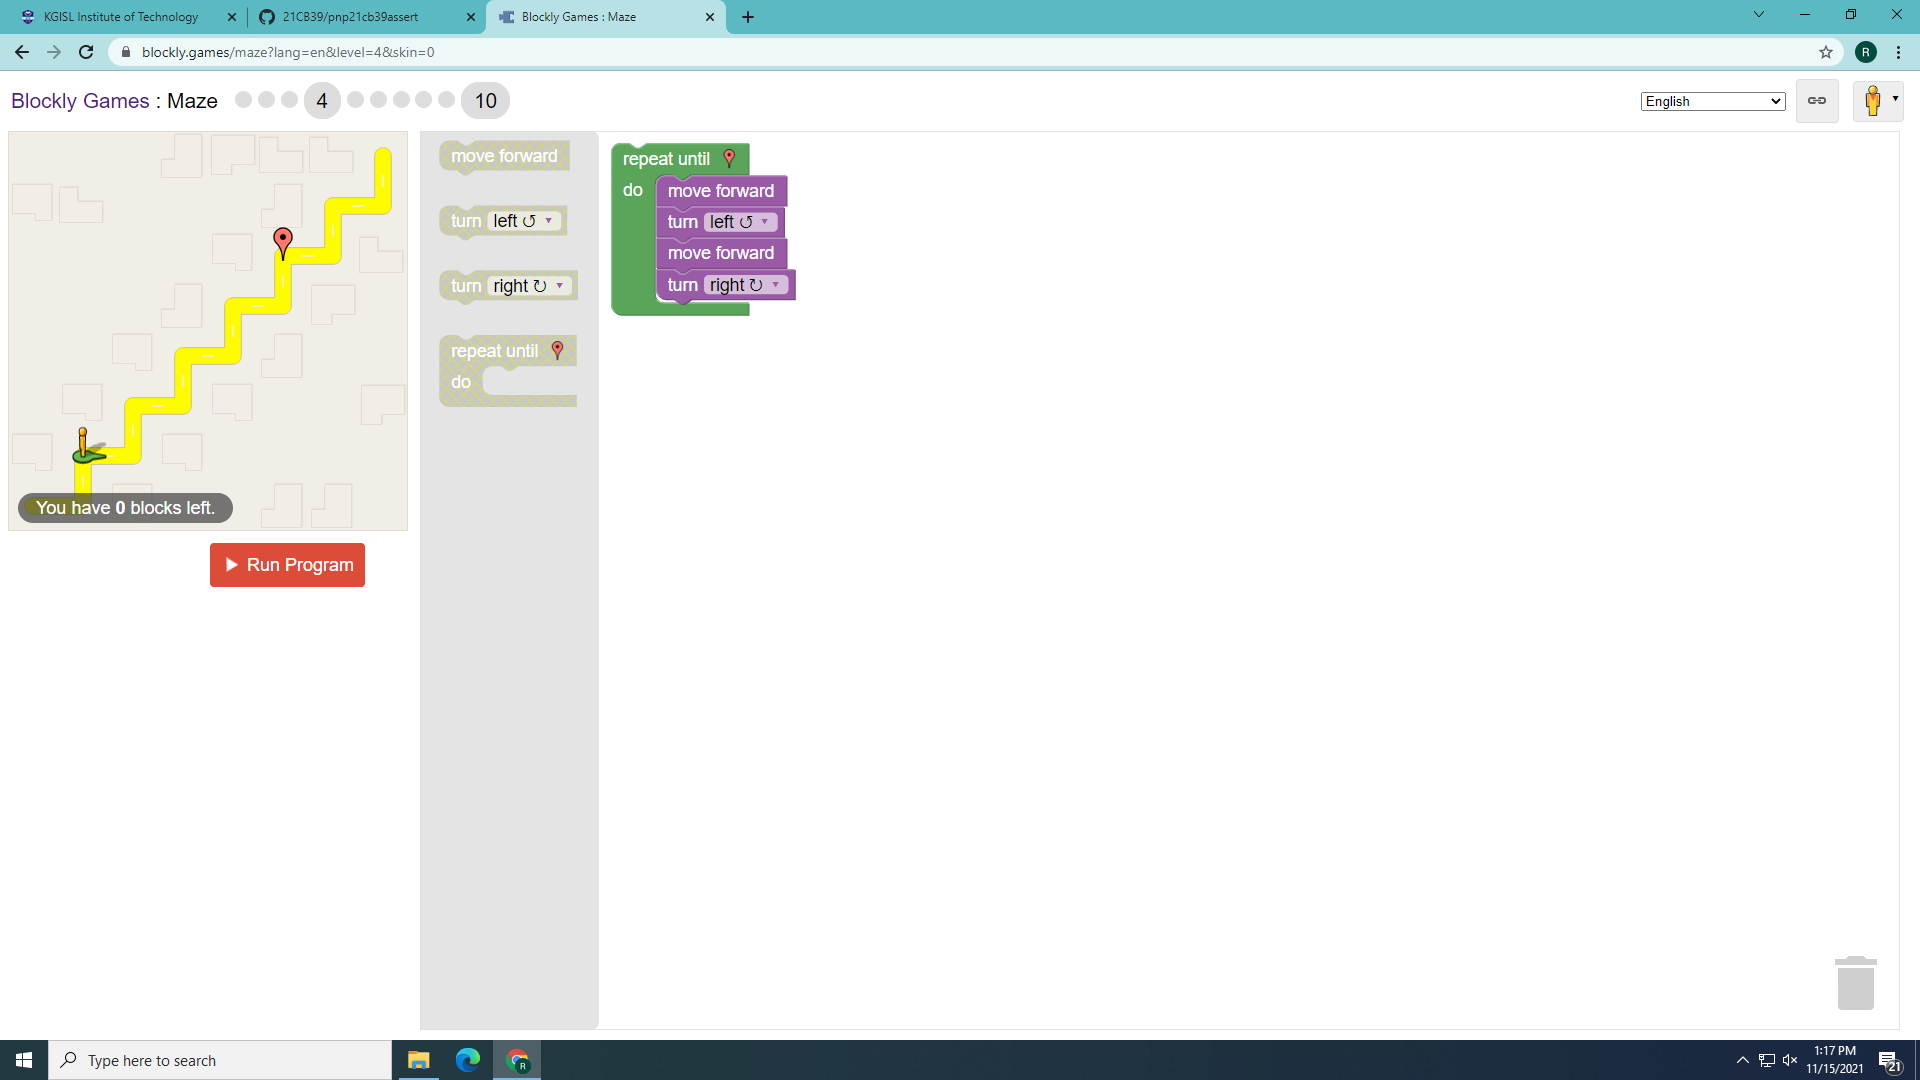 KGISL Institute of Technology
21CB39/pnp21cb39assert
Blockly Games : Maze
blockly.games/maze?lang=en&level=4&skin=0
R
Blockly Games : Maze
4
10
English
move forward
turn left ↺
turn right ↻
repeat until
do
repeat until
do
move forward
turn left ↺
move forward
turn right ↻
You have 0 blocks left.
Run Program
Type here to search
R
1:17 PM
11/15/2021
21